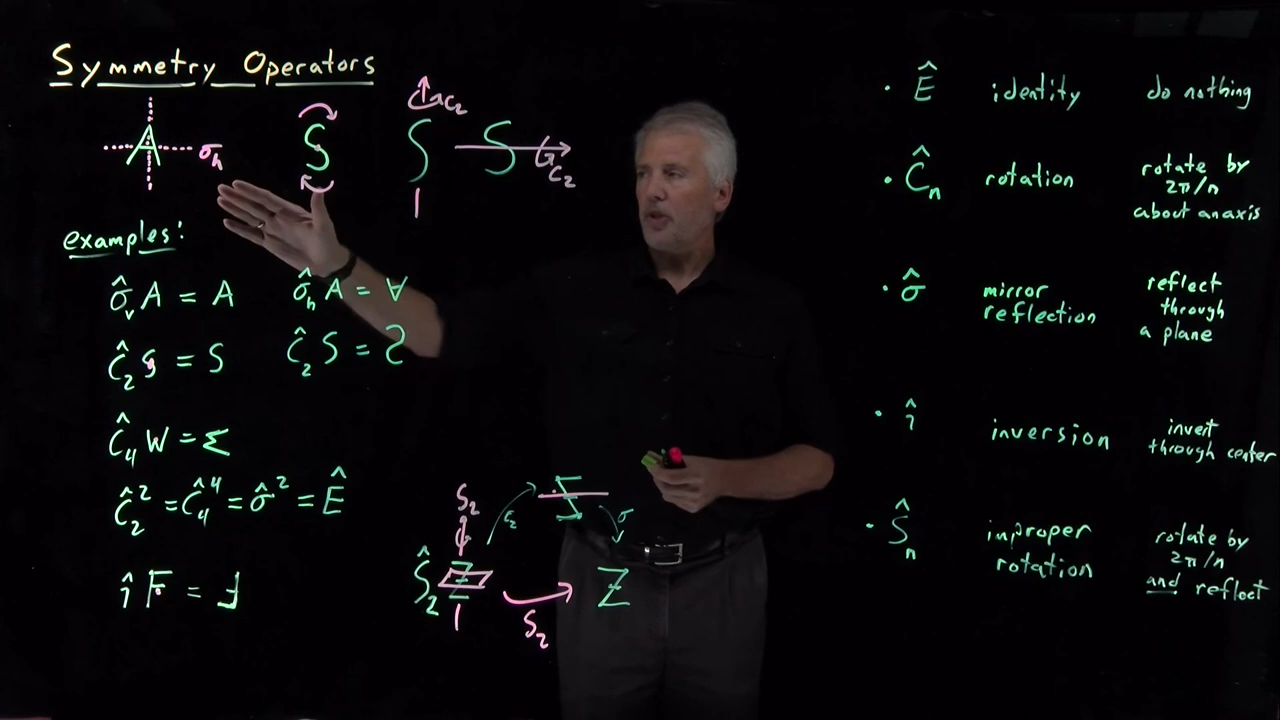 Symmetry Operators
A σₕ
S
S C₂
S C₂
examples:
σ̂ᵥ A = A    σ̂ₕ A = ∀
Ĉ₂ S = S    Ĉ₂ S = Ƨ
Ĉ₄ W = Σ
Ĉ₂² = Ĉ₄⁴ = σ̂² = Ê
î F = Ⅎ
S₂
Ŝ₂ Z
C₂
σ
S₂
Z
· Ê identity do nothing
· Ĉₙ rotation rotate by
2π/n
about an axis
· σ̂ mirror
reflection
reflect
through
a plane
· î inversion invert
through center
· Ŝₙ improper
rotation
rotate by
2π/n
and reflect